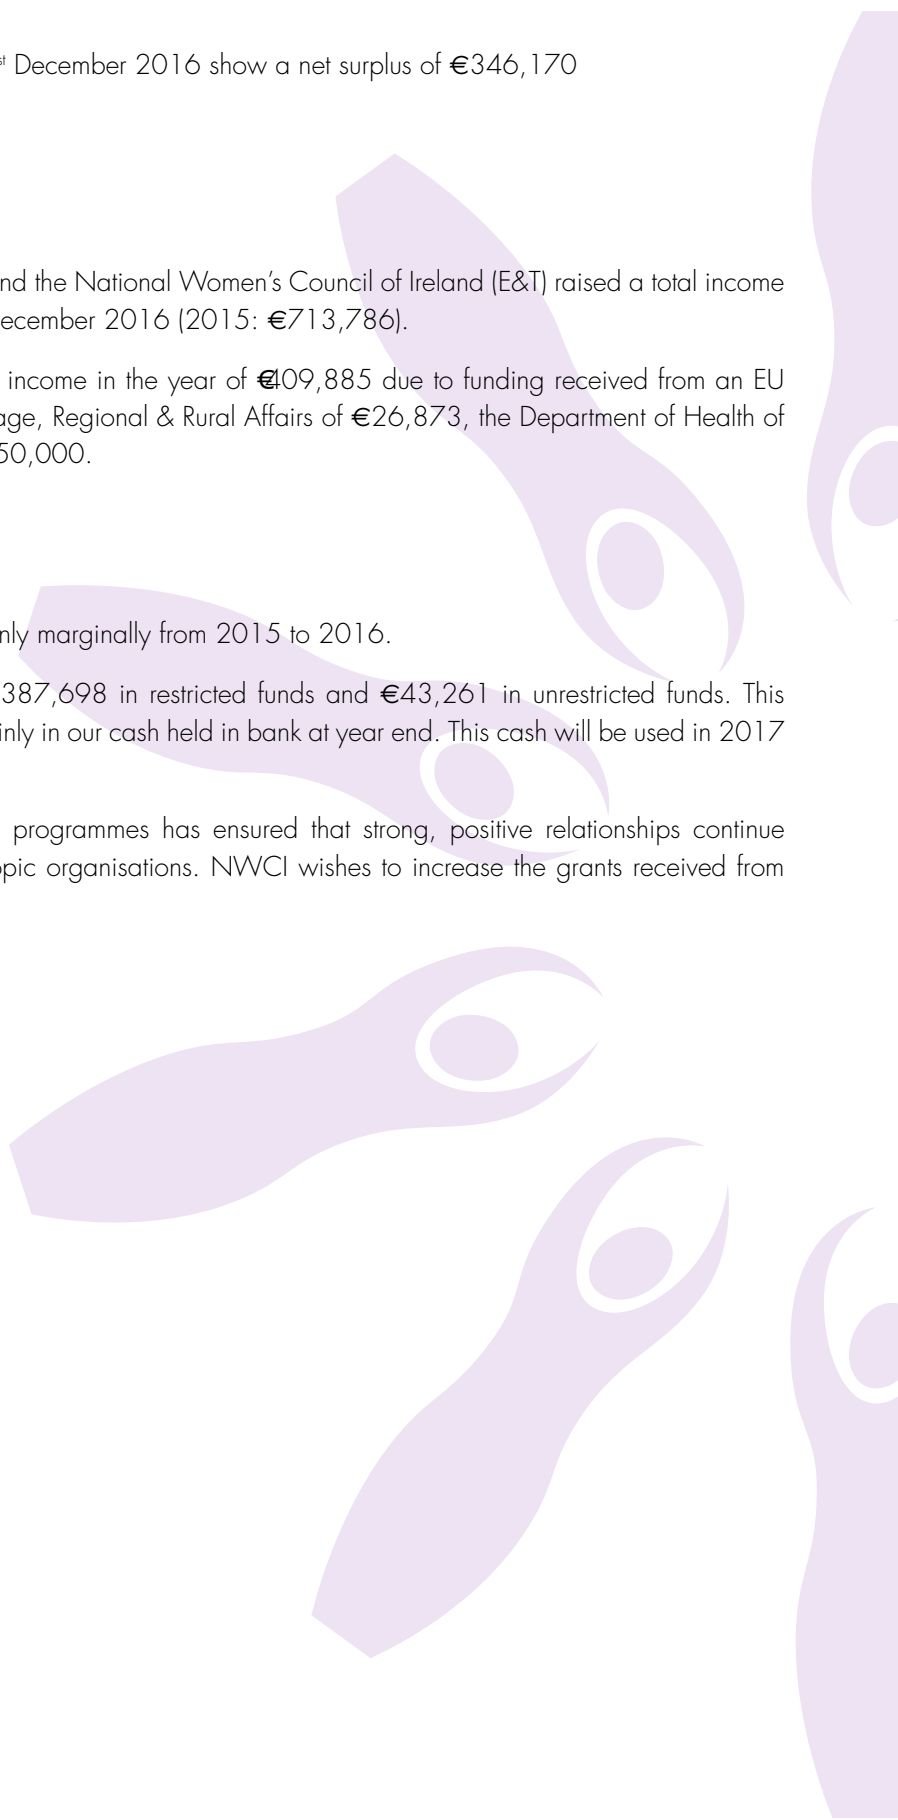 st December 2016 show a net surplus of €346,170
nd the National Women's Council of Ireland (E&T) raised a total income
ecember 2016 (2015: €713,786).
income in the year of €409,885 due to funding received from an EU
age, Regional & Rural Affairs of €26,873, the Department of Health of
50,000.
nly marginally from 2015 to 2016.
387,698 in restricted funds and €43,261 in unrestricted funds. This
inly in our cash held in bank at year end. This cash will be used in 2017
programmes has ensured that strong, positive relationships continue
opic organisations. NWCI wishes to increase the grants received from